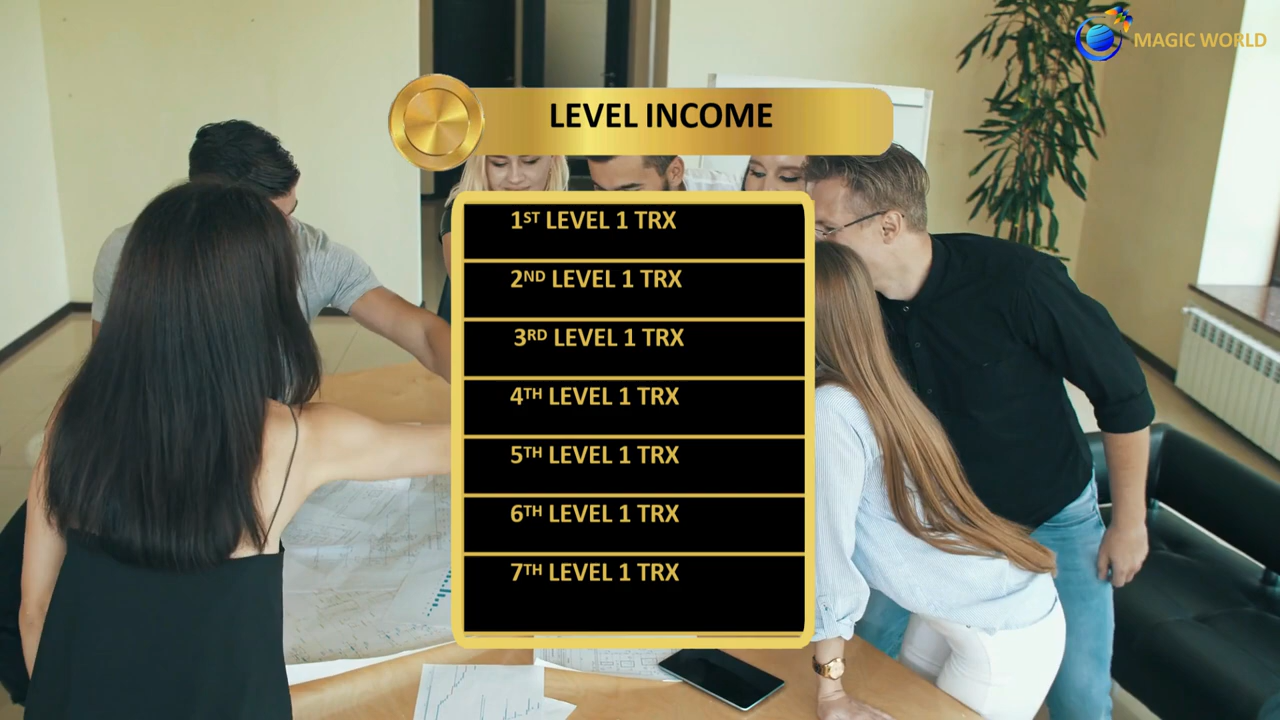 MAGIC WORLD
LEVEL INCOME
1ST LEVEL 1 TRX
2ND LEVEL 1 TRX
3RD LEVEL 1 TRX
4TH LEVEL 1 TRX
5TH LEVEL 1 TRX
6TH LEVEL 1 TRX
7TH LEVEL 1 TRX